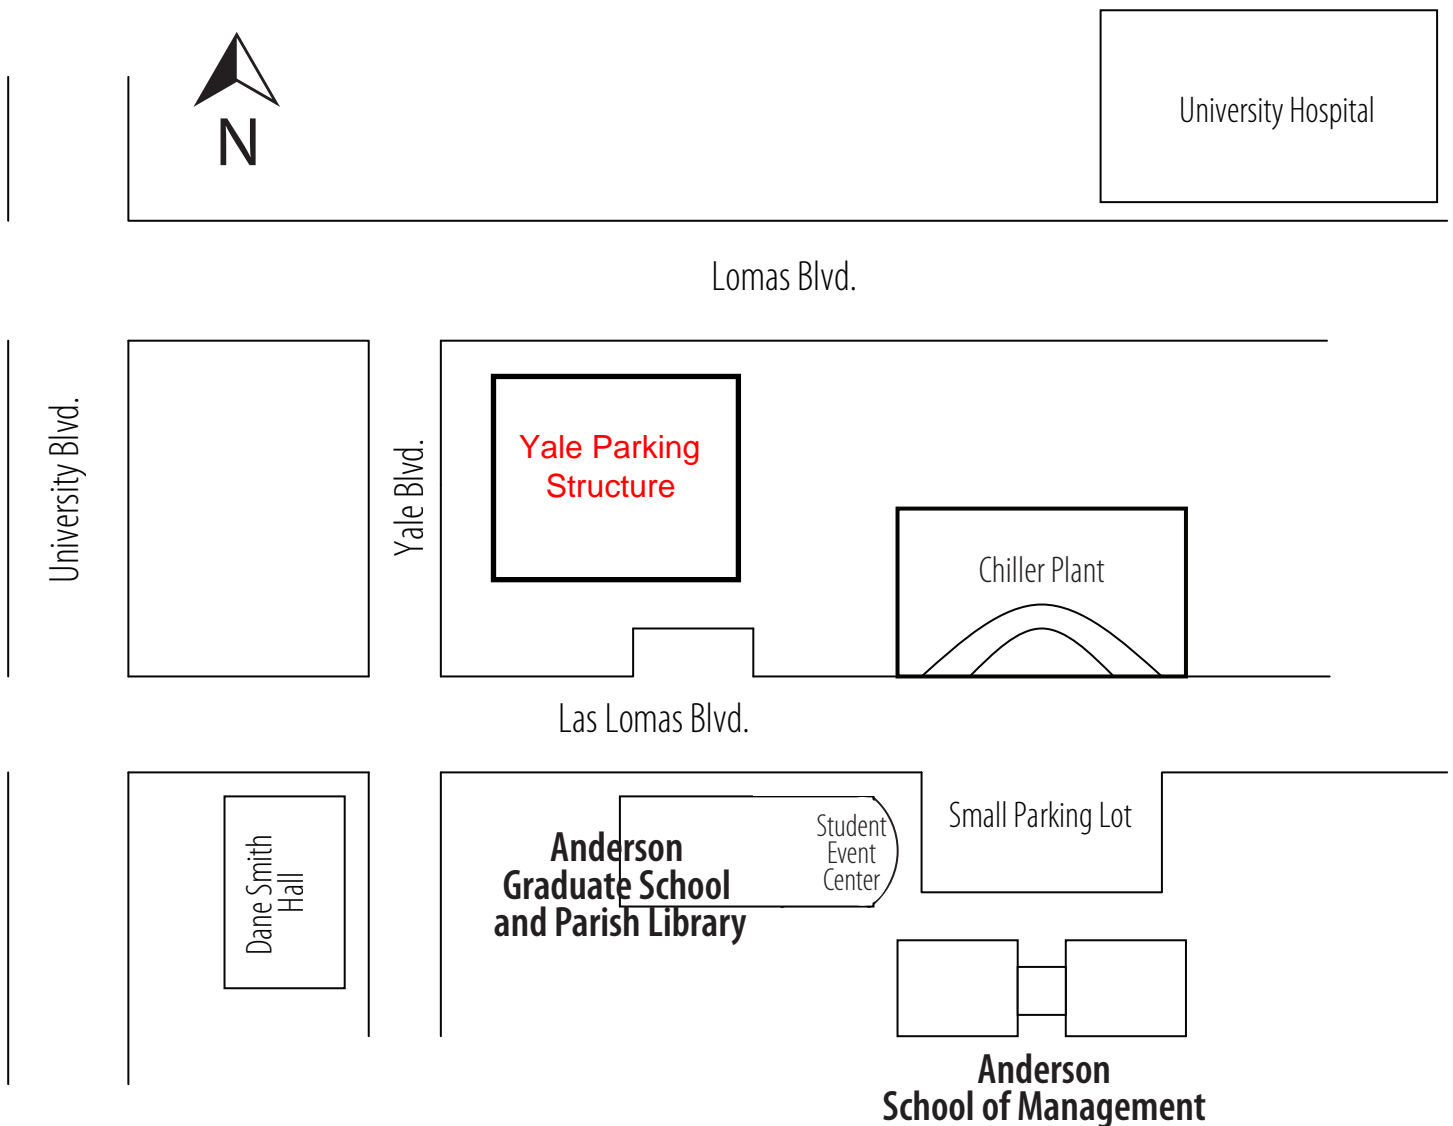 N
University Hospital
Lomas Blvd.
University Blvd.
Yale Blvd.
Yale Parking
Structure
Chiller Plant
Las Lomas Blvd.
Dane Smith
Hall
Anderson
Graduate School
and Parish Library
Student
Event
Center
Small Parking Lot
Anderson
School of Management